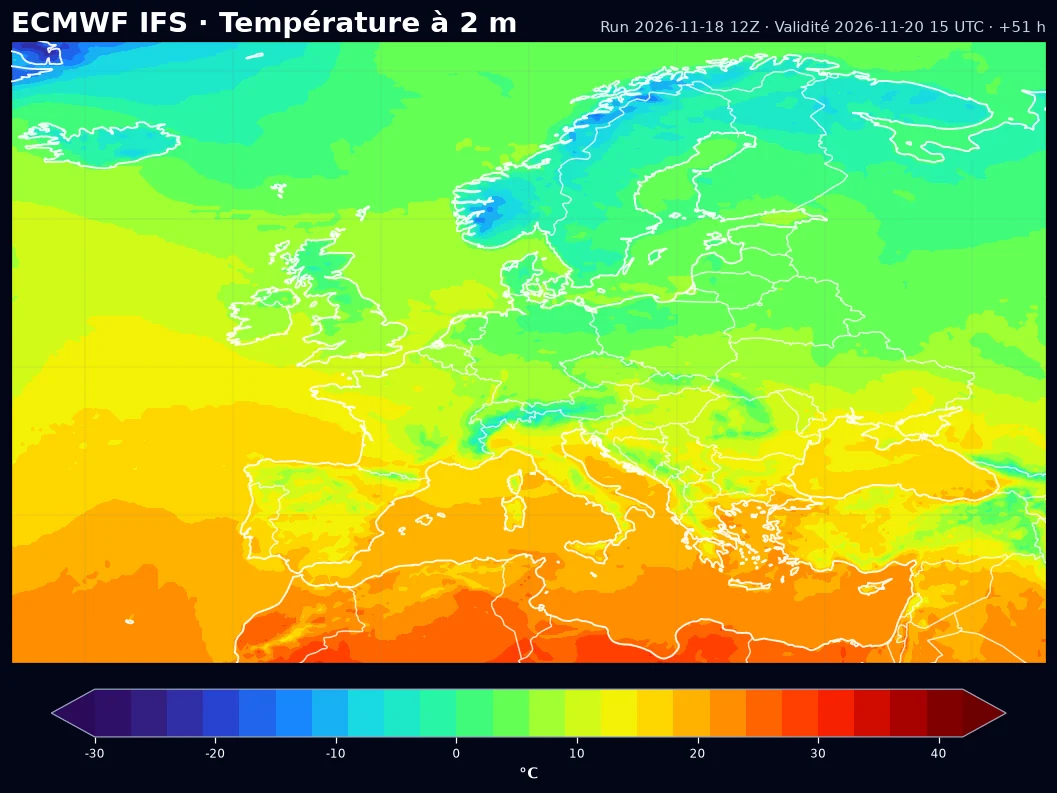 ECMWF IFS · Température à 2 m
Run 2026-11-18 12Z · Validité 2026-11-20 15 UTC · +51 h
-30 -20 -10 0 10 20 30 40
°C